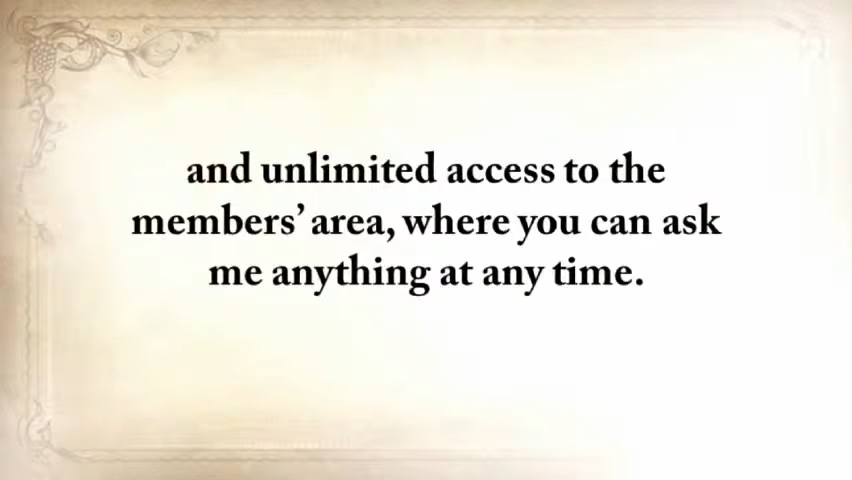 and unlimited access to the
members’ area, where you can ask
me anything at any time.